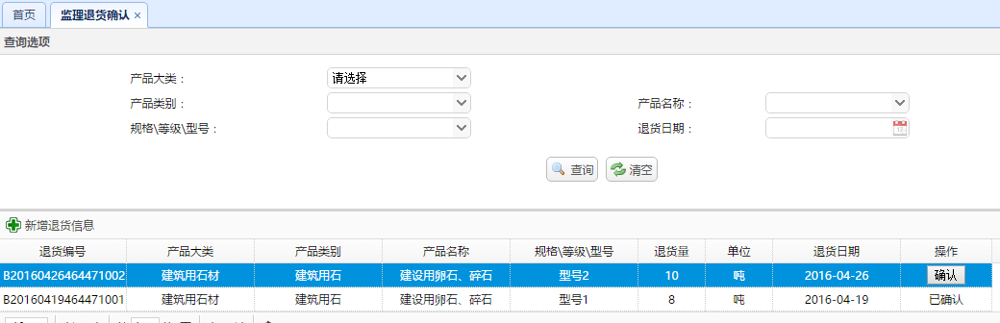 首页 监理退货确认 ×
查询选项
产品大类： 请选择
产品类别： 产品名称：
规格\等级\型号： 退货日期：
查询 清空
新增退货信息
退货编号 产品大类 产品类别 产品名称 规格\等级\型号 退货量 单位 退货日期 操作
B20160426464471002 建筑用石材 建筑用石 建设用卵石、碎石 型号2 10 吨 2016-04-26 确认
B20160419464471001 建筑用石材 建筑用石 建设用卵石、碎石 型号1 8 吨 2016-04-19 已确认